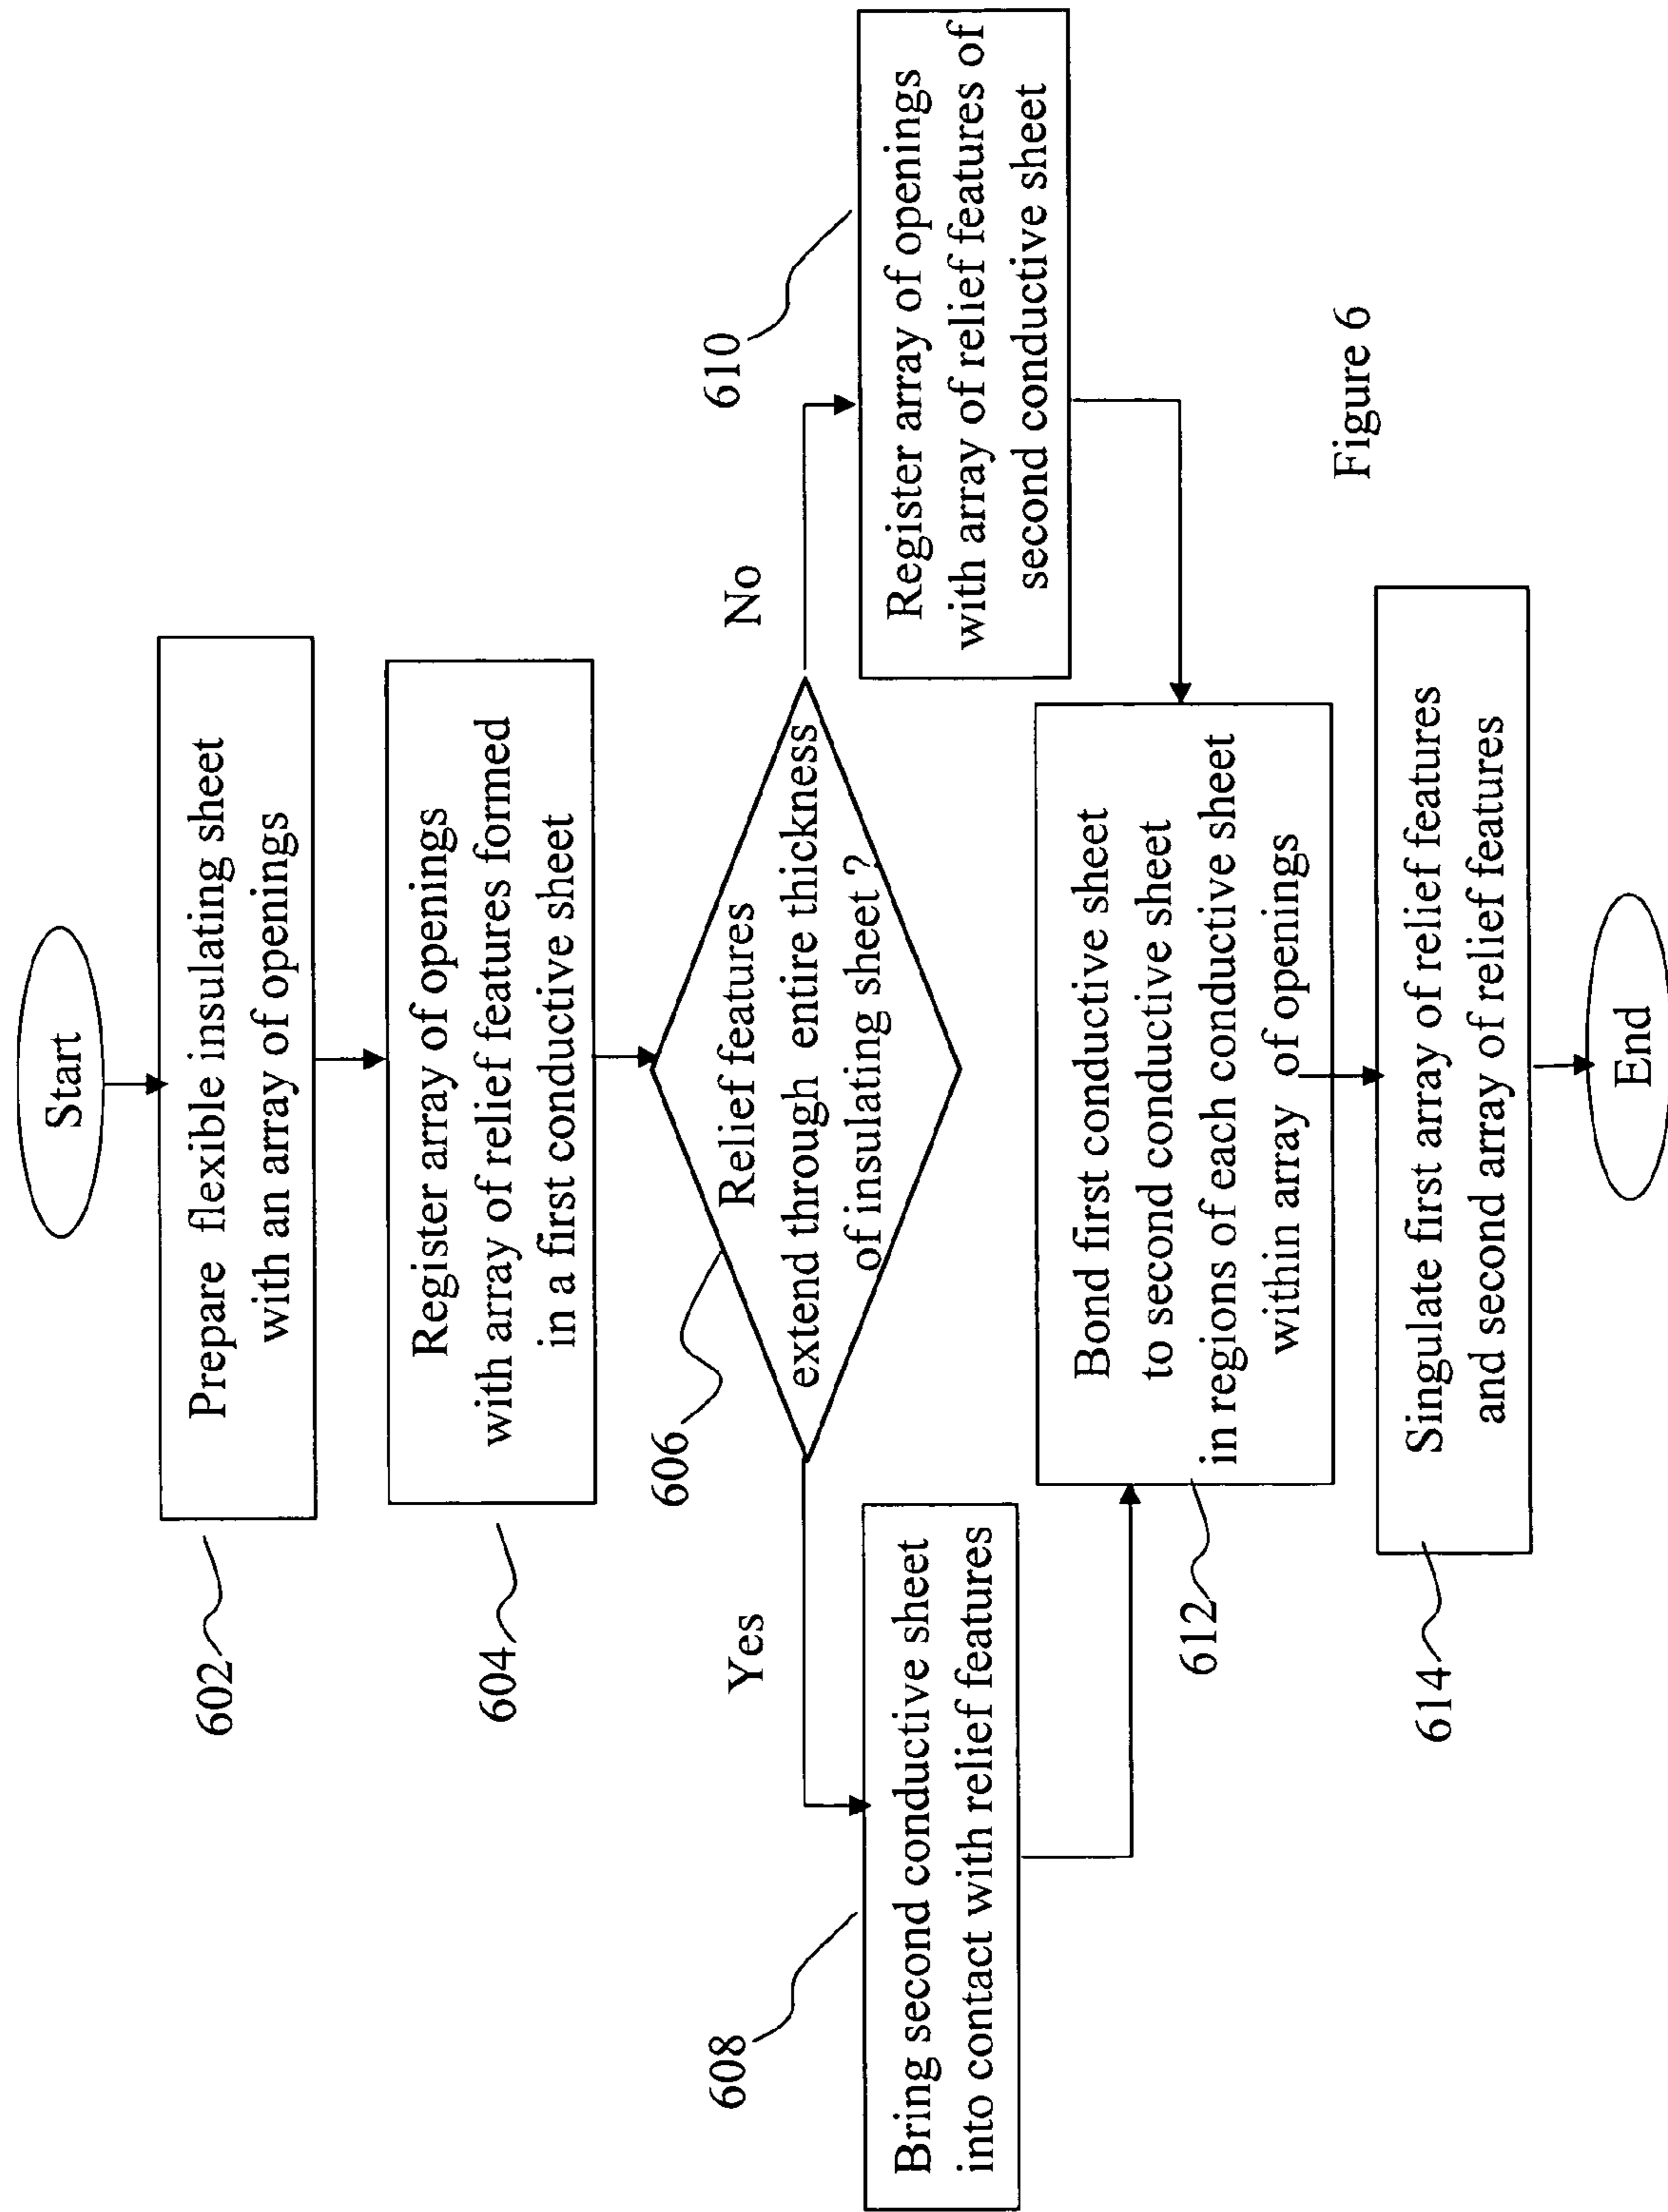 Start
Prepare flexible insulating sheet
with an array of openings
602
Register array of openings
with array of relief features formed
in a first conductive sheet
604
Relief features
extend through entire thickness
of insulating sheet ?
606
Yes
No
608
Bring second conductive sheet
into contact with relief features
610
Register array of openings
with array of relief features of
second conductive sheet
Bond first conductive sheet
to second conductive sheet
in regions of each conductive sheet
within array of openings
612
Singulate first array of relief features
and second array of relief features
614
End
Figure 6